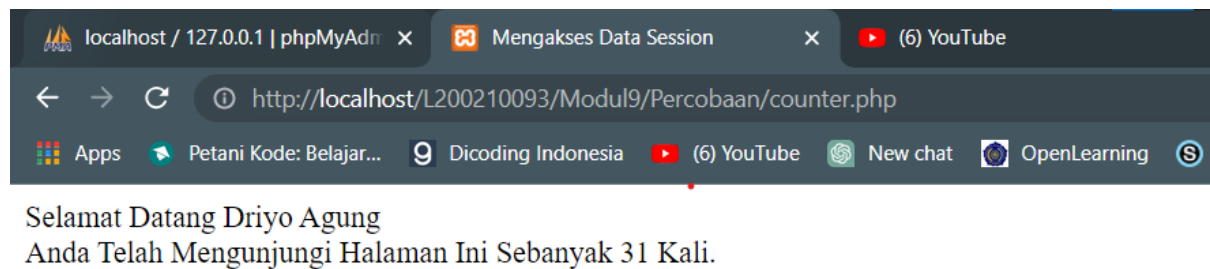 localhost / 127.0.0.1 | phpMyAdm
Mengakses Data Session
(6) YouTube
http://localhost/L200210093/Modul9/Percobaan/counter.php
Apps Petani Kode: Belajar... Dicoding Indonesia (6) YouTube New chat OpenLearning
Selamat Datang Driyo Agung
Anda Telah Mengunjungi Halaman Ini Sebanyak 31 Kali.